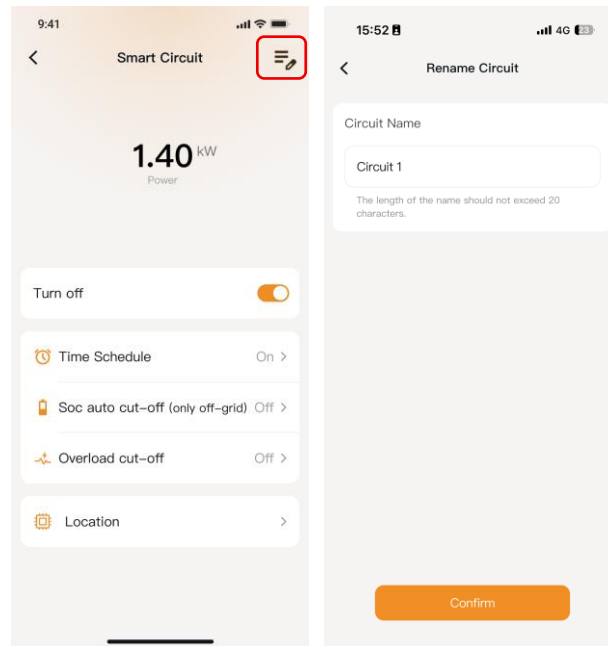 9:41
Smart Circuit
1.40 kW
Power
Turn off
Time Schedule On
Soc auto cut-off (only off-grid) Off
Overload cut-off Off
Location
15:52 4G 23
Rename Circuit
Circuit Name
Circuit 1
The length of the name should not exceed 20
characters.
Confirm